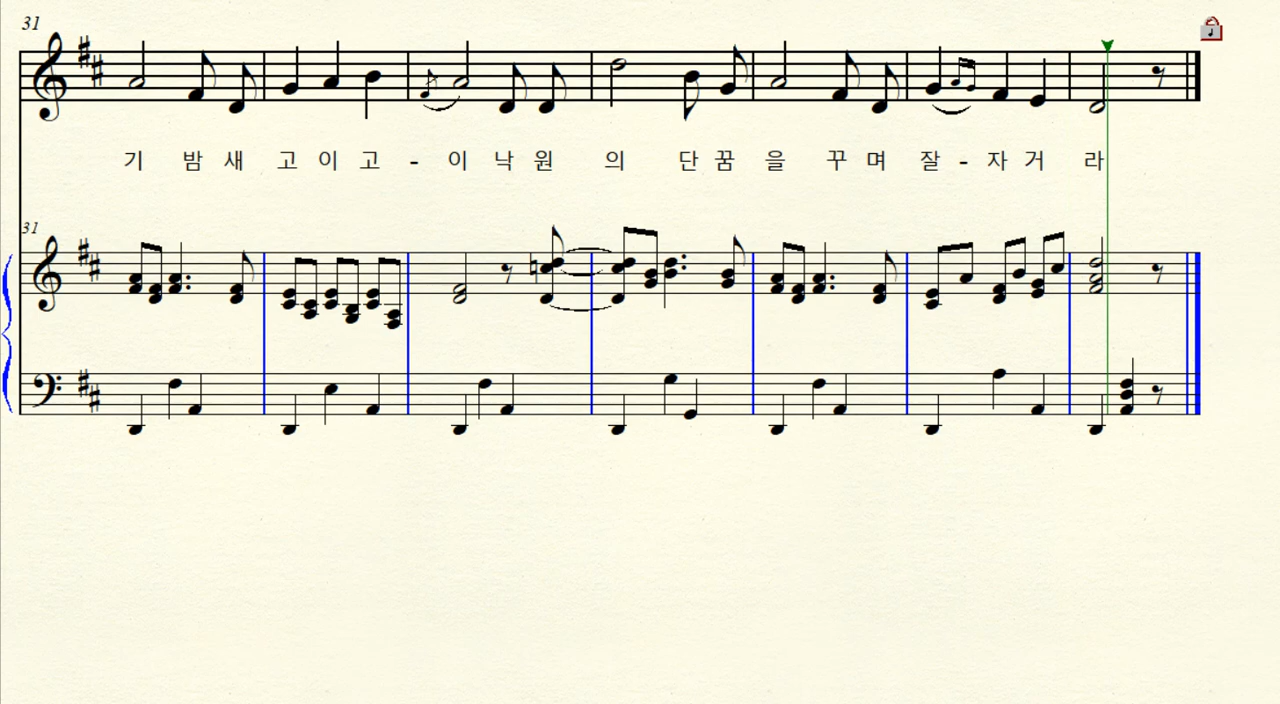 31
기 밤 새 고 이 고 - 이 낙 원 의 단 꿈 을 꾸 며 잘 - 자 거 라
31